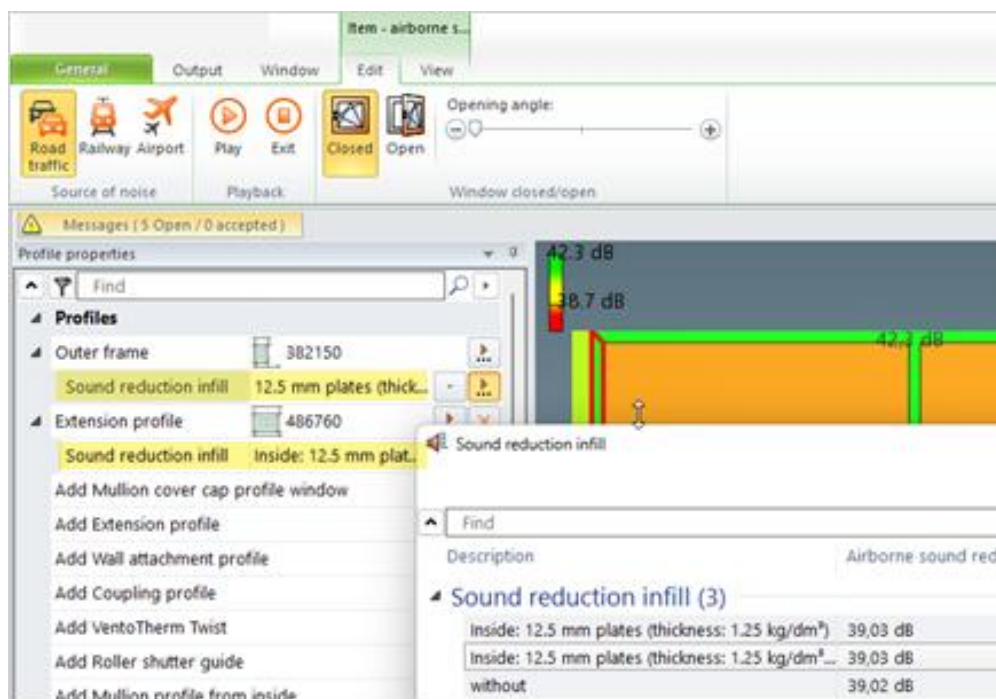 Item - airborne s...
General Output Window Edit View
Opening angle:
Road traffic Railway Airport Play Exit Closed Open
Source of noise Playback Window closed/open
Messages ( 5 Open / 0 accepted )
Profile properties
42.3 dB
Find
38.7 dB
Profiles
42,3 dB
Outer frame 382150
Sound reduction infill 12.5 mm plates (thick...
Extension profile 486760
Sound reduction infill
Sound reduction infill Inside: 12.5 mm plat...
Add Mullion cover cap profile window
Add Extension profile
Find
Add Wall attachment profile
Description Airborne sound red
Add Coupling profile
Sound reduction infill (3)
Add VentoTherm Twist
Inside: 12.5 mm plates (thickness: 1.25 kg/dm³) 39,03 dB
Add Roller shutter guide
Inside: 12.5 mm plates (thickness: 1.25 kg/dm³... 39,03 dB
Add Mullion profile from inside
without 39,02 dB